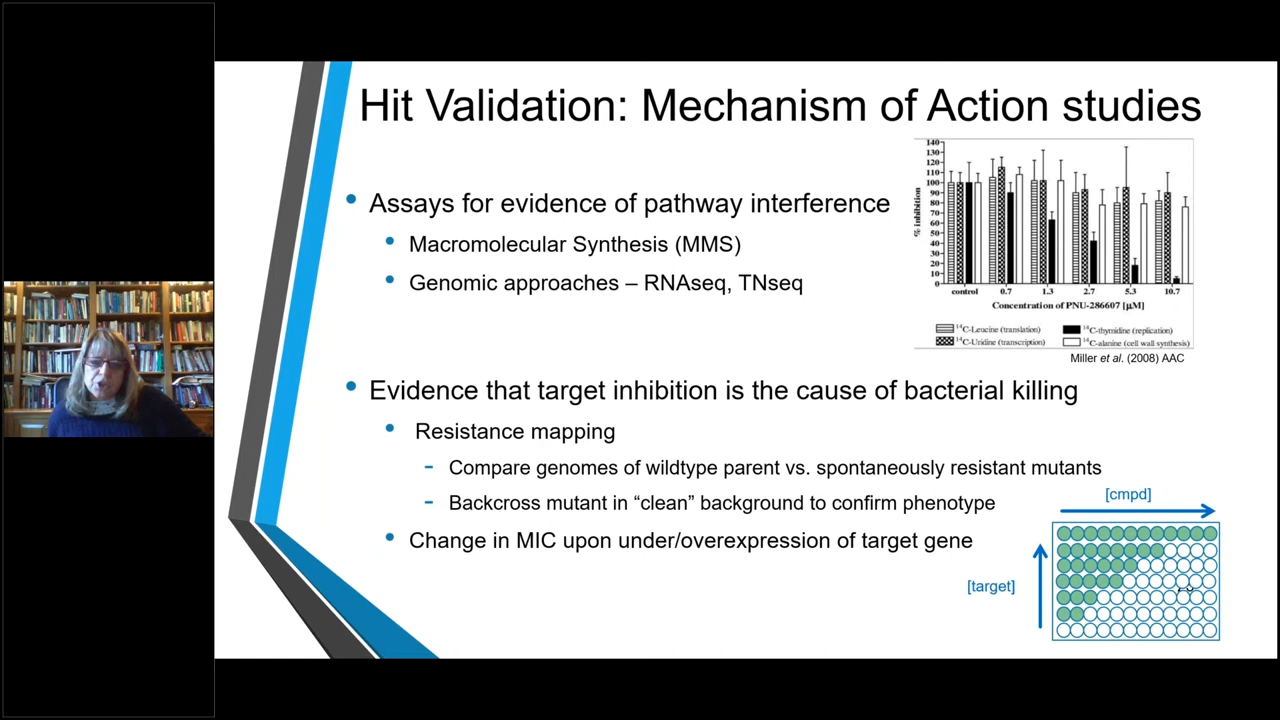 Hit Validation: Mechanism of Action studies
• Assays for evidence of pathway interference
• Macromolecular Synthesis (MMS)
• Genomic approaches – RNAseq, TNseq
% inhibition
140
130
120
110
100
90
80
70
60
50
40
30
20
10
0
control 0.7 1.3 2.7 5.3 10.7
Concentration of PNU-286607 [µM]
14C-Leucine (translation) 14C-thymidine (replication)
14C-Uridine (transcription) 14C-alanine (cell wall synthesis)
Miller et al. (2008) AAC
• Evidence that target inhibition is the cause of bacterial killing
• Resistance mapping
- Compare genomes of wildtype parent vs. spontaneously resistant mutants
- Backcross mutant in “clean” background to confirm phenotype
• Change in MIC upon under/overexpression of target gene
[cmpd]
[target]